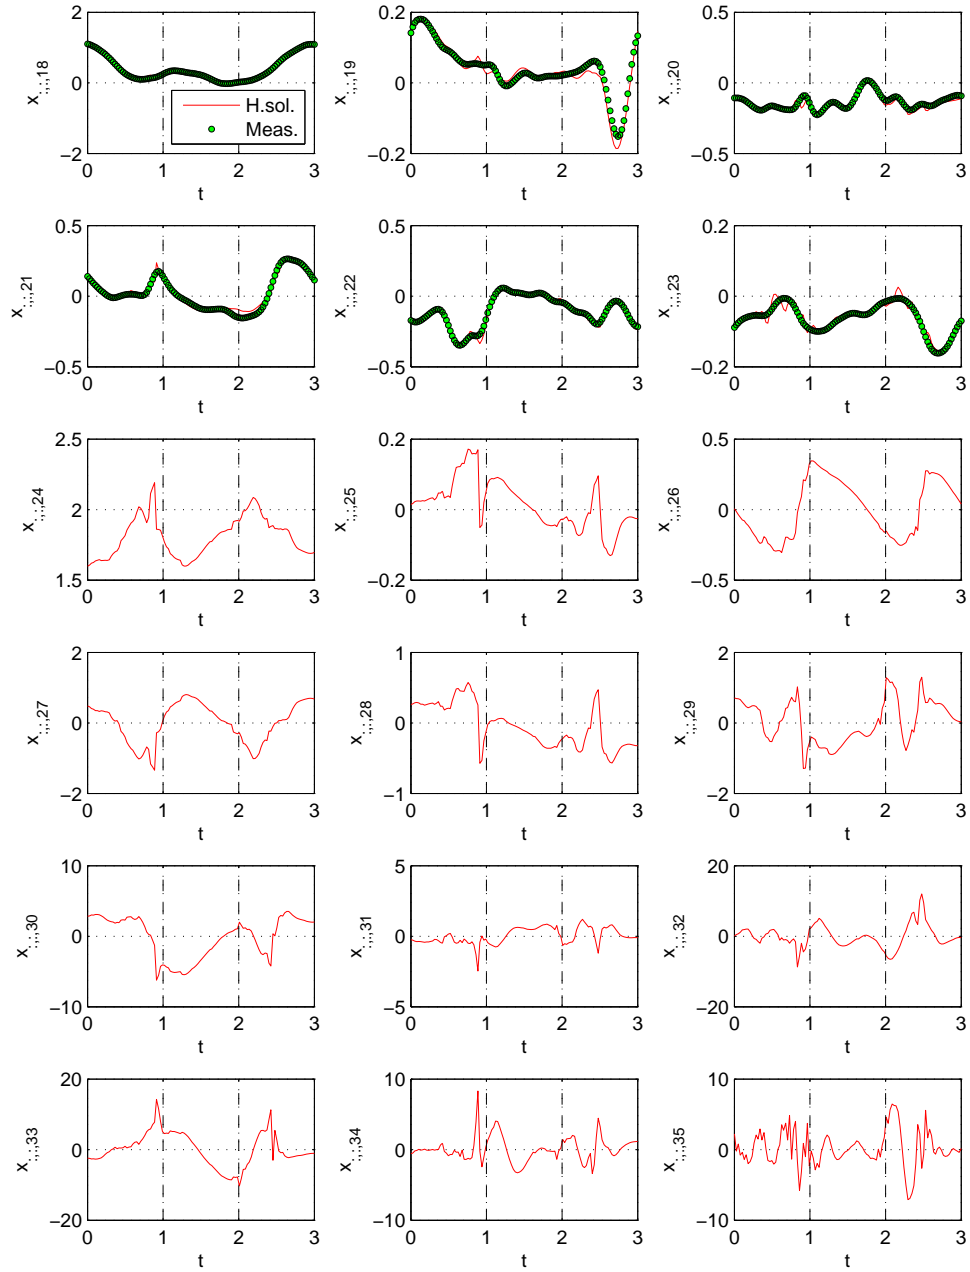 2
0
−2
x:,:,18
H.sol.
Meas.
0 1 2 3
t
0.2
0
−0.2
x:,:,19
0 1 2 3
t
0.5
0
−0.5
x:,:,20
0 1 2 3
t
0.5
0
−0.5
x:,:,21
0 1 2 3
t
0.5
0
−0.5
x:,:,22
0 1 2 3
t
0.2
0
−0.2
x:,:,23
0 1 2 3
t
2.5
2
1.5
x:,:,24
0 1 2 3
t
0.2
0
−0.2
x:,:,25
0 1 2 3
t
0.5
0
−0.5
x:,:,26
0 1 2 3
t
2
0
−2
x:,:,27
0 1 2 3
t
1
0
−1
x:,:,28
0 1 2 3
t
2
0
−2
x:,:,29
0 1 2 3
t
10
0
−10
x:,:,30
0 1 2 3
t
5
0
−5
x:,:,31
0 1 2 3
t
20
0
−20
x:,:,32
0 1 2 3
t
20
0
−20
x:,:,33
0 1 2 3
t
10
0
−10
x:,:,34
0 1 2 3
t
10
0
−10
x:,:,35
0 1 2 3
t